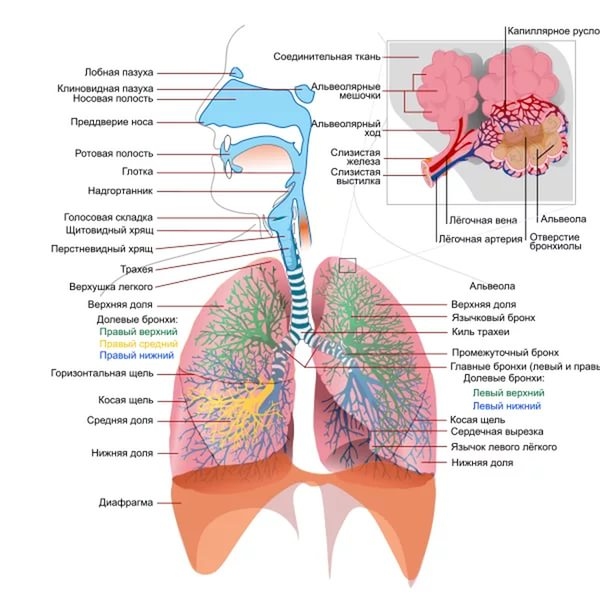 Капиллярное русло
Соединительная ткань
Альвеолярные
мешочки
Альвеолярный
ход
Слизистая
железа
Слизистая
выстилка
Лёгочная вена
Альвеола
Лёгочная артерия
Отверстие
бронхиолы
Лобная пазуха
Клиновидная пазуха
Носовая полость
Преддверие носа
Ротовая полость
Глотка
Надгортанник
Голосовая складка
Щитовидный хрящ
Перстневидный хрящ
Трахея
Верхушка легкого
Верхняя доля
Долевые бронхи:
Правый верхний
Правый средний
Правый нижний
Горизонтальная щель
Косая щель
Средняя доля
Нижняя доля
Диафрагма
Альвеола
Верхняя доля
Язычковый бронх
Киль трахеи
Промежуточный бронх
Главные бронхи (левый и правы
Долевые бронхи:
Левый верхний
Левый нижний
Косая щель
Сердечная вырезка
Язычок левого лёгкого
Нижняя доля